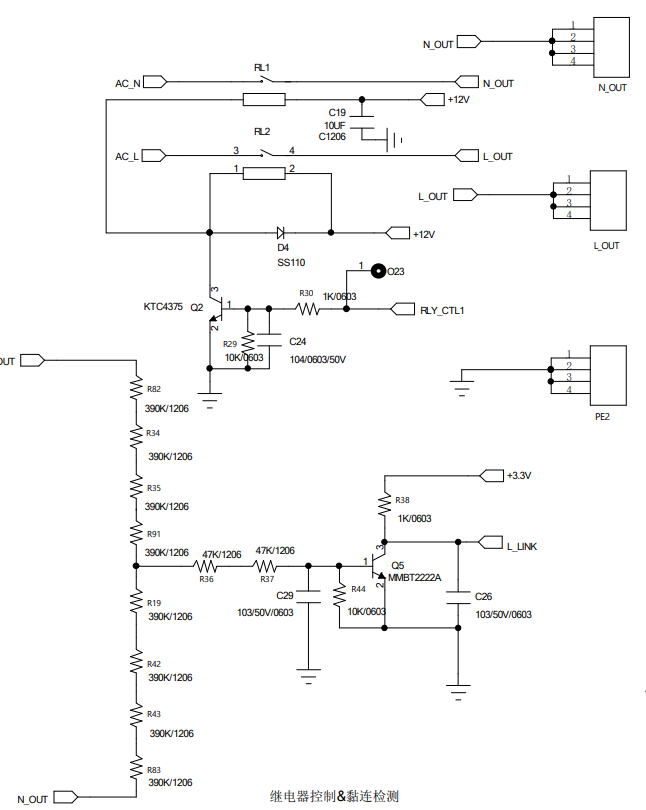 N_OUT
1
2
3
4
N_OUT
RL1
AC_N
N_OUT
+12V
C19
10UF
C1206
RL2
AC_L
3
4
L_OUT
1
2
L_OUT
1
2
3
4
L_OUT
+12V
D4
SS110
1
O23
3
KTC4375
Q2
1
2
R30
1K/0603
RLY_CTL1
R29
10K/0603
C24
104/0603/50V
OUT
1
2
3
4
PE2
R82
390K/1206
R34
390K/1206
R35
390K/1206
R91
390K/1206
+3.3V
R38
1K/0603
L_LINK
47K/1206
R36
47K/1206
R37
3
1
2
Q5
MMBT2222A
C29
103/50V/0603
R44
10K/0603
C26
103/50V/0603
R19
390K/1206
R42
390K/1206
R43
390K/1206
R83
390K/1206
N_OUT
继电器控制&黏连检测